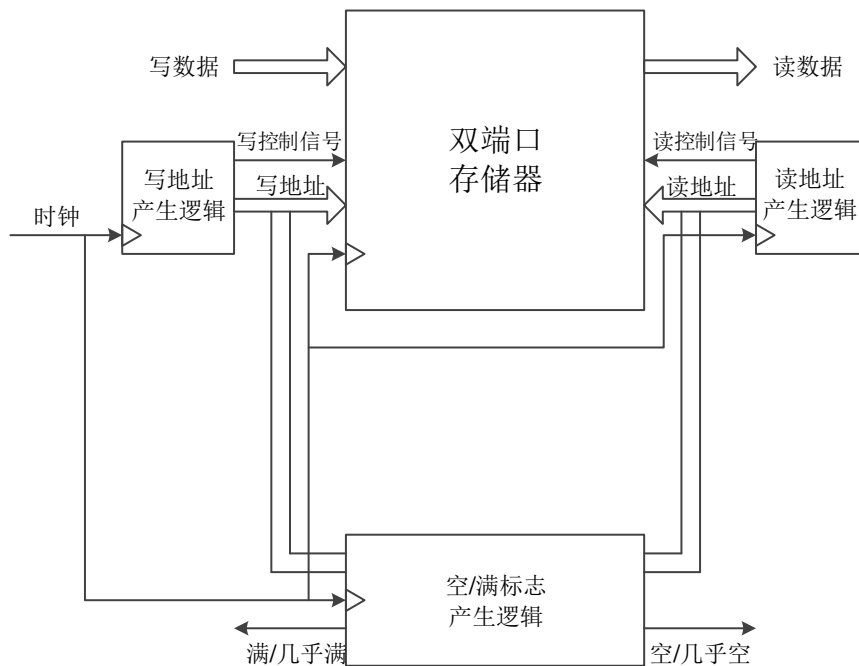 写数据
读数据
双端口
存储器
写控制信号
读控制信号
写地址
产生逻辑
写地址
读地址
读地址
产生逻辑
时钟
空/满标志
产生逻辑
满/几乎满
空/几乎空